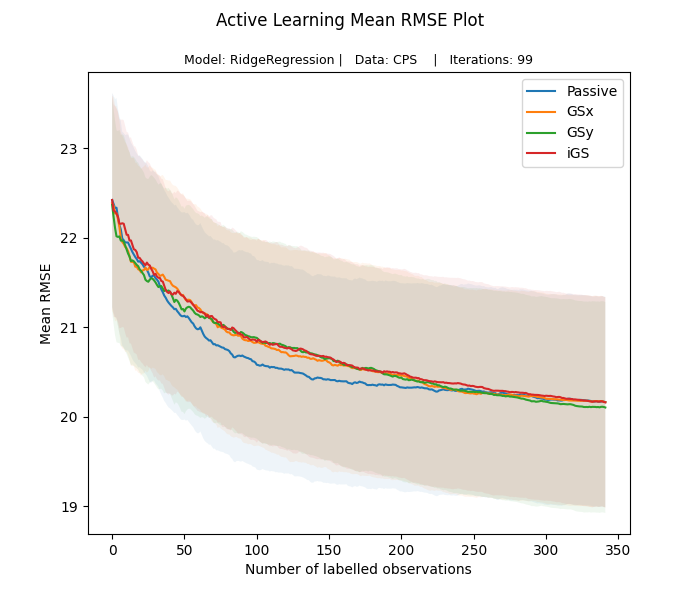 Active Learning Mean RMSE Plot
Model: RidgeRegression | Data: CPS | Iterations: 99
Passive
GSx
GSy
iGS
Mean RMSE
23
22
21
20
19
0 50 100 150 200 250 300 350
Number of labelled observations